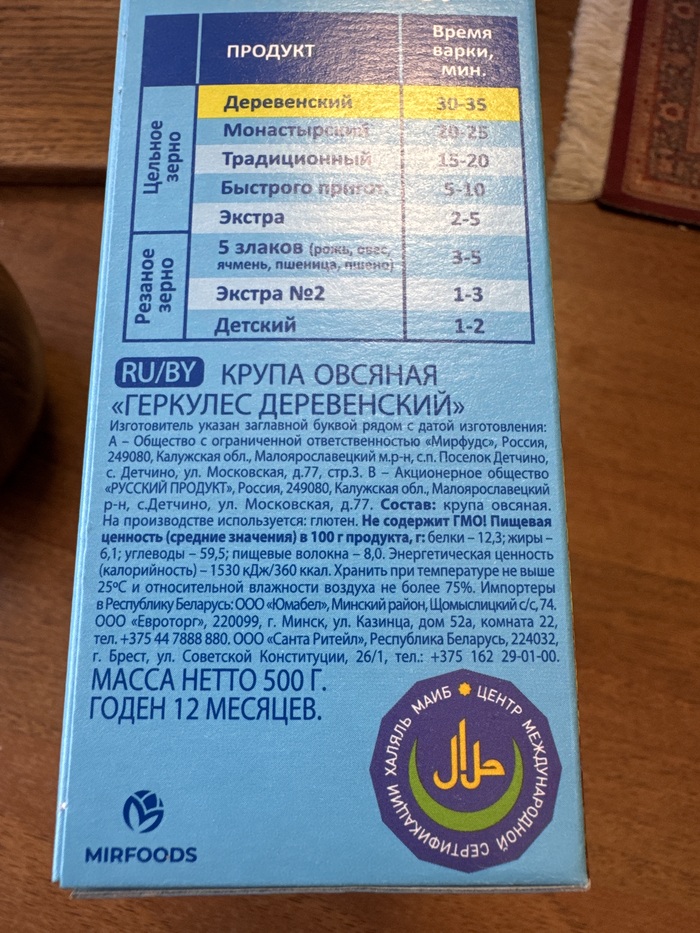 ПРОДУКТ
Время
варки,
мин.
Цельное
зерно
Деревенский 30-35
Монастырский 20-25
Традиционный 15-20
Быстрого пригот. 5-10
Экстра 2-5
Резаное
зерно
5 злаков (рожь, овес,
ячмень, пшеница, пшено) 3-5
Экстра №2 1-3
Детский 1-2
RU/BY КРУПА ОВСЯНАЯ
«ГЕРКУЛЕС ДЕРЕВЕНСКИЙ»
Изготовитель указан заглавной буквой рядом с датой изготовления:
А – Общество с ограниченной ответственностью «Мирфудс», Россия,
249080, Калужская обл., Малоярославецкий м.р-н, с.п. Поселок Детчино,
с. Детчино, ул. Московская, д.77, стр.3. В – Акционерное общество
«РУССКИЙ ПРОДУКТ», Россия, 249080, Калужская обл., Малоярославецкий
р-н, с.Детчино, ул. Московская, д.77. Состав: крупа овсяная.
На производстве используется: глютен. Не содержит ГМО! Пищевая
ценность (средние значения) в 100 г продукта, г: белки – 12,3; жиры –
6,1; углеводы – 59,5; пищевые волокна – 8,0. Энергетическая ценность
(калорийность) – 1530 кДж/360 ккал. Хранить при температуре не выше
25ºС и относительной влажности воздуха не более 75%. Импортеры
в Республику Беларусь: ООО «Юмабел», Минский район, Щомыслицкий с/с, 74.
ООО «Евроторг», 220099, г. Минск, ул. Казинца, дом 52а, комната 22,
тел. +375 44 7888 880. ООО «Санта Ритейл», Республика Беларусь, 224032,
г. Брест, ул. Советской Конституции, 26/1, тел.: +375 162 29-01-00.
МАССА НЕТТО 500 Г.
ГОДЕН 12 МЕСЯЦЕВ.
ЦЕНТР МЕЖДУНАРОДНОЙ СЕРТИФИКАЦИИ ХАЛЯЛЬ МАИБ
حلال
MIRFOODS